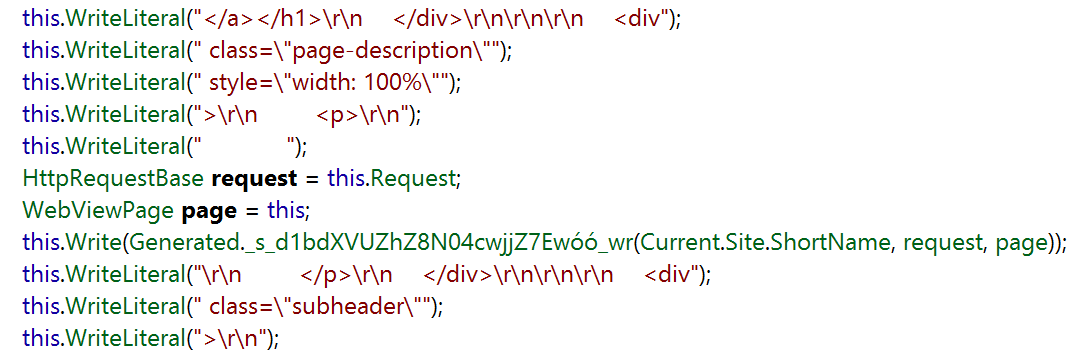 this.WriteLiteral("</a></h1>\r\n    </div>\r\n\r\n\r\n    <div");
this.WriteLiteral(" class=\"page-description\"");
this.WriteLiteral(" style=\"width: 100%\"");
this.WriteLiteral(">\r\n        <p>\r\n");
this.WriteLiteral("            ");
HttpRequestBase request = this.Request;
WebViewPage page = this;
this.Write(Generated._s_d1bdXVUZhZ8N04cwjjZ7Ewóó_wr(Current.Site.ShortName, request, page));
this.WriteLiteral("\r\n        </p>\r\n    </div>\r\n\r\n\r\n    <div");
this.WriteLiteral(" class=\"subheader\"");
this.WriteLiteral(">\r\n");